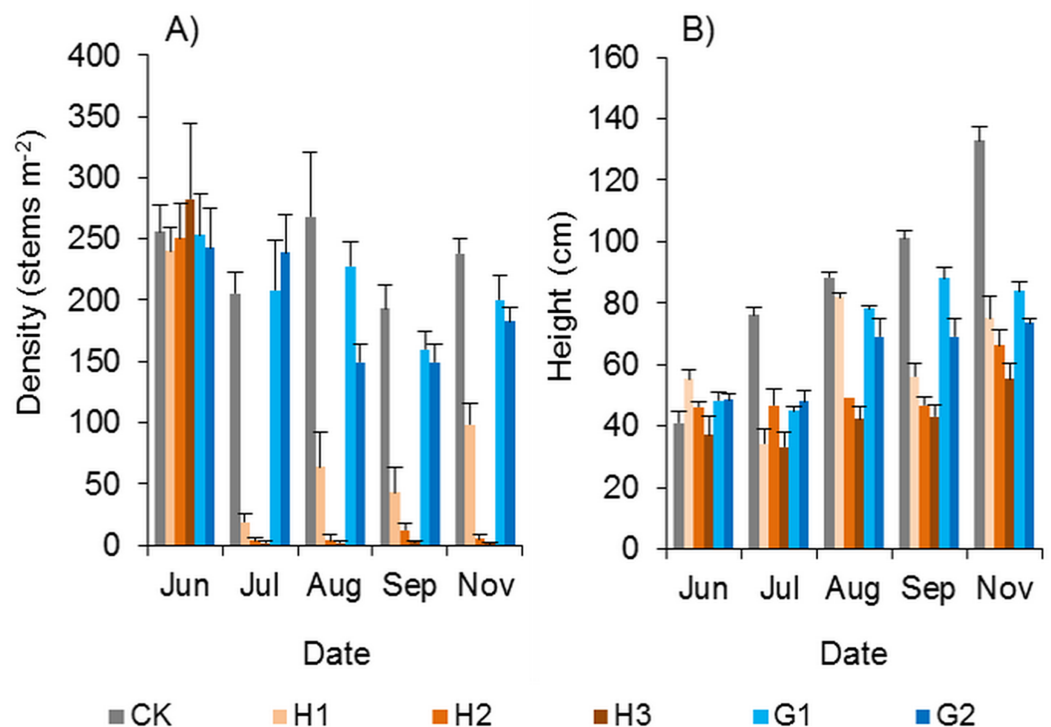 A)
400
350
300
250
200
150
100
50
0
Density (stems m-2)
Jun Jul Aug Sep Nov
Date
B)
160
140
120
100
80
60
40
20
0
Height (cm)
Jun Jul Aug Sep Nov
Date
CK H1 H2 H3 G1 G2